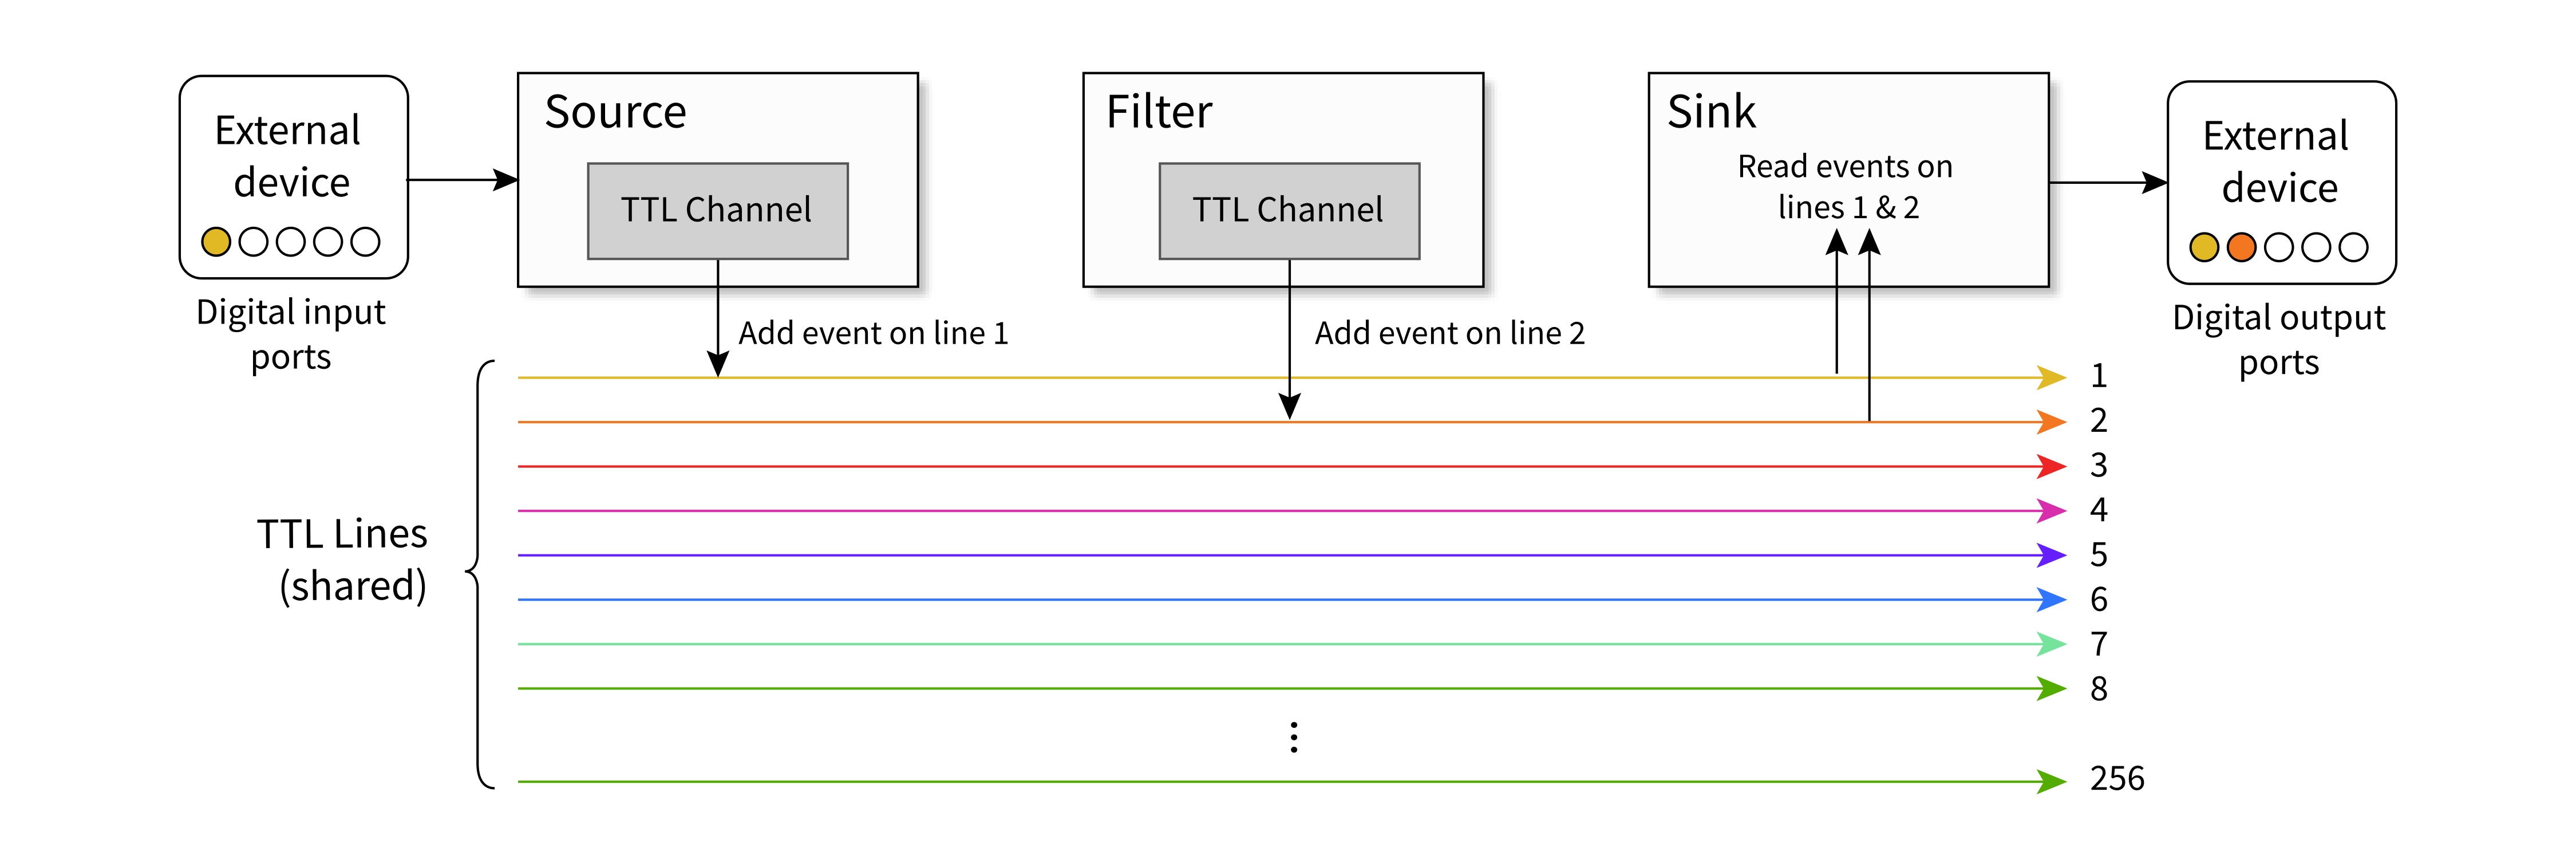 External
device
Digital input
ports
Source
TTL Channel
Add event on line 1
Filter
TTL Channel
Add event on line 2
Sink
Read events on
lines 1 & 2
External
device
Digital output
ports
TTL Lines
(shared)
1
2
3
4
5
6
7
8
256